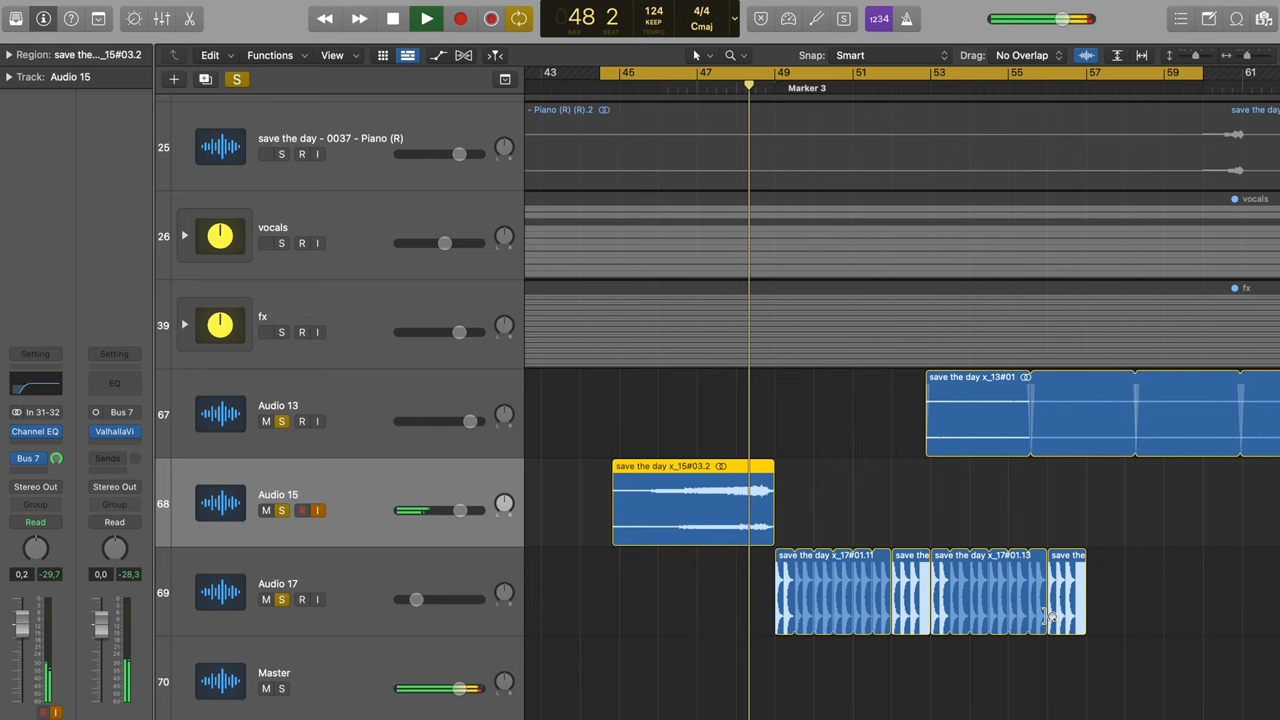 48 2
BAR BEAT
124
KEEP
TEMPO
4/4
Cmaj
S
1234
Region: save the..._15#03.2
Edit Functions View
Snap: Smart
Drag: No Overlap
Track: Audio 15
S
43 45 47 49 51 53 55 57 59 61
Marker 3
25
save the day - 0037 - Piano (R)
S R I
L R
- Piano (R) (R).2
save the day
26
vocals
S R I
L R
vocals
39
fx
S R I
L R
fx
67
Audio 13
M S R I
L R
save the day x_13#01
68
Audio 15
M S R I
L R
save the day x_15#03.2
69
Audio 17
M S R I
L R
save the day x_17#01.11
save the
save the day x_17#01.13
save the
70
Master
M S
L R
Setting Setting
EQ
In 31-32 Bus 7
Channel EQ ValhallaVi
Bus 7 Sends
Stereo Out Stereo Out
Group Group
Read Read
0,2 -29,7 0,0 -28,3
R I